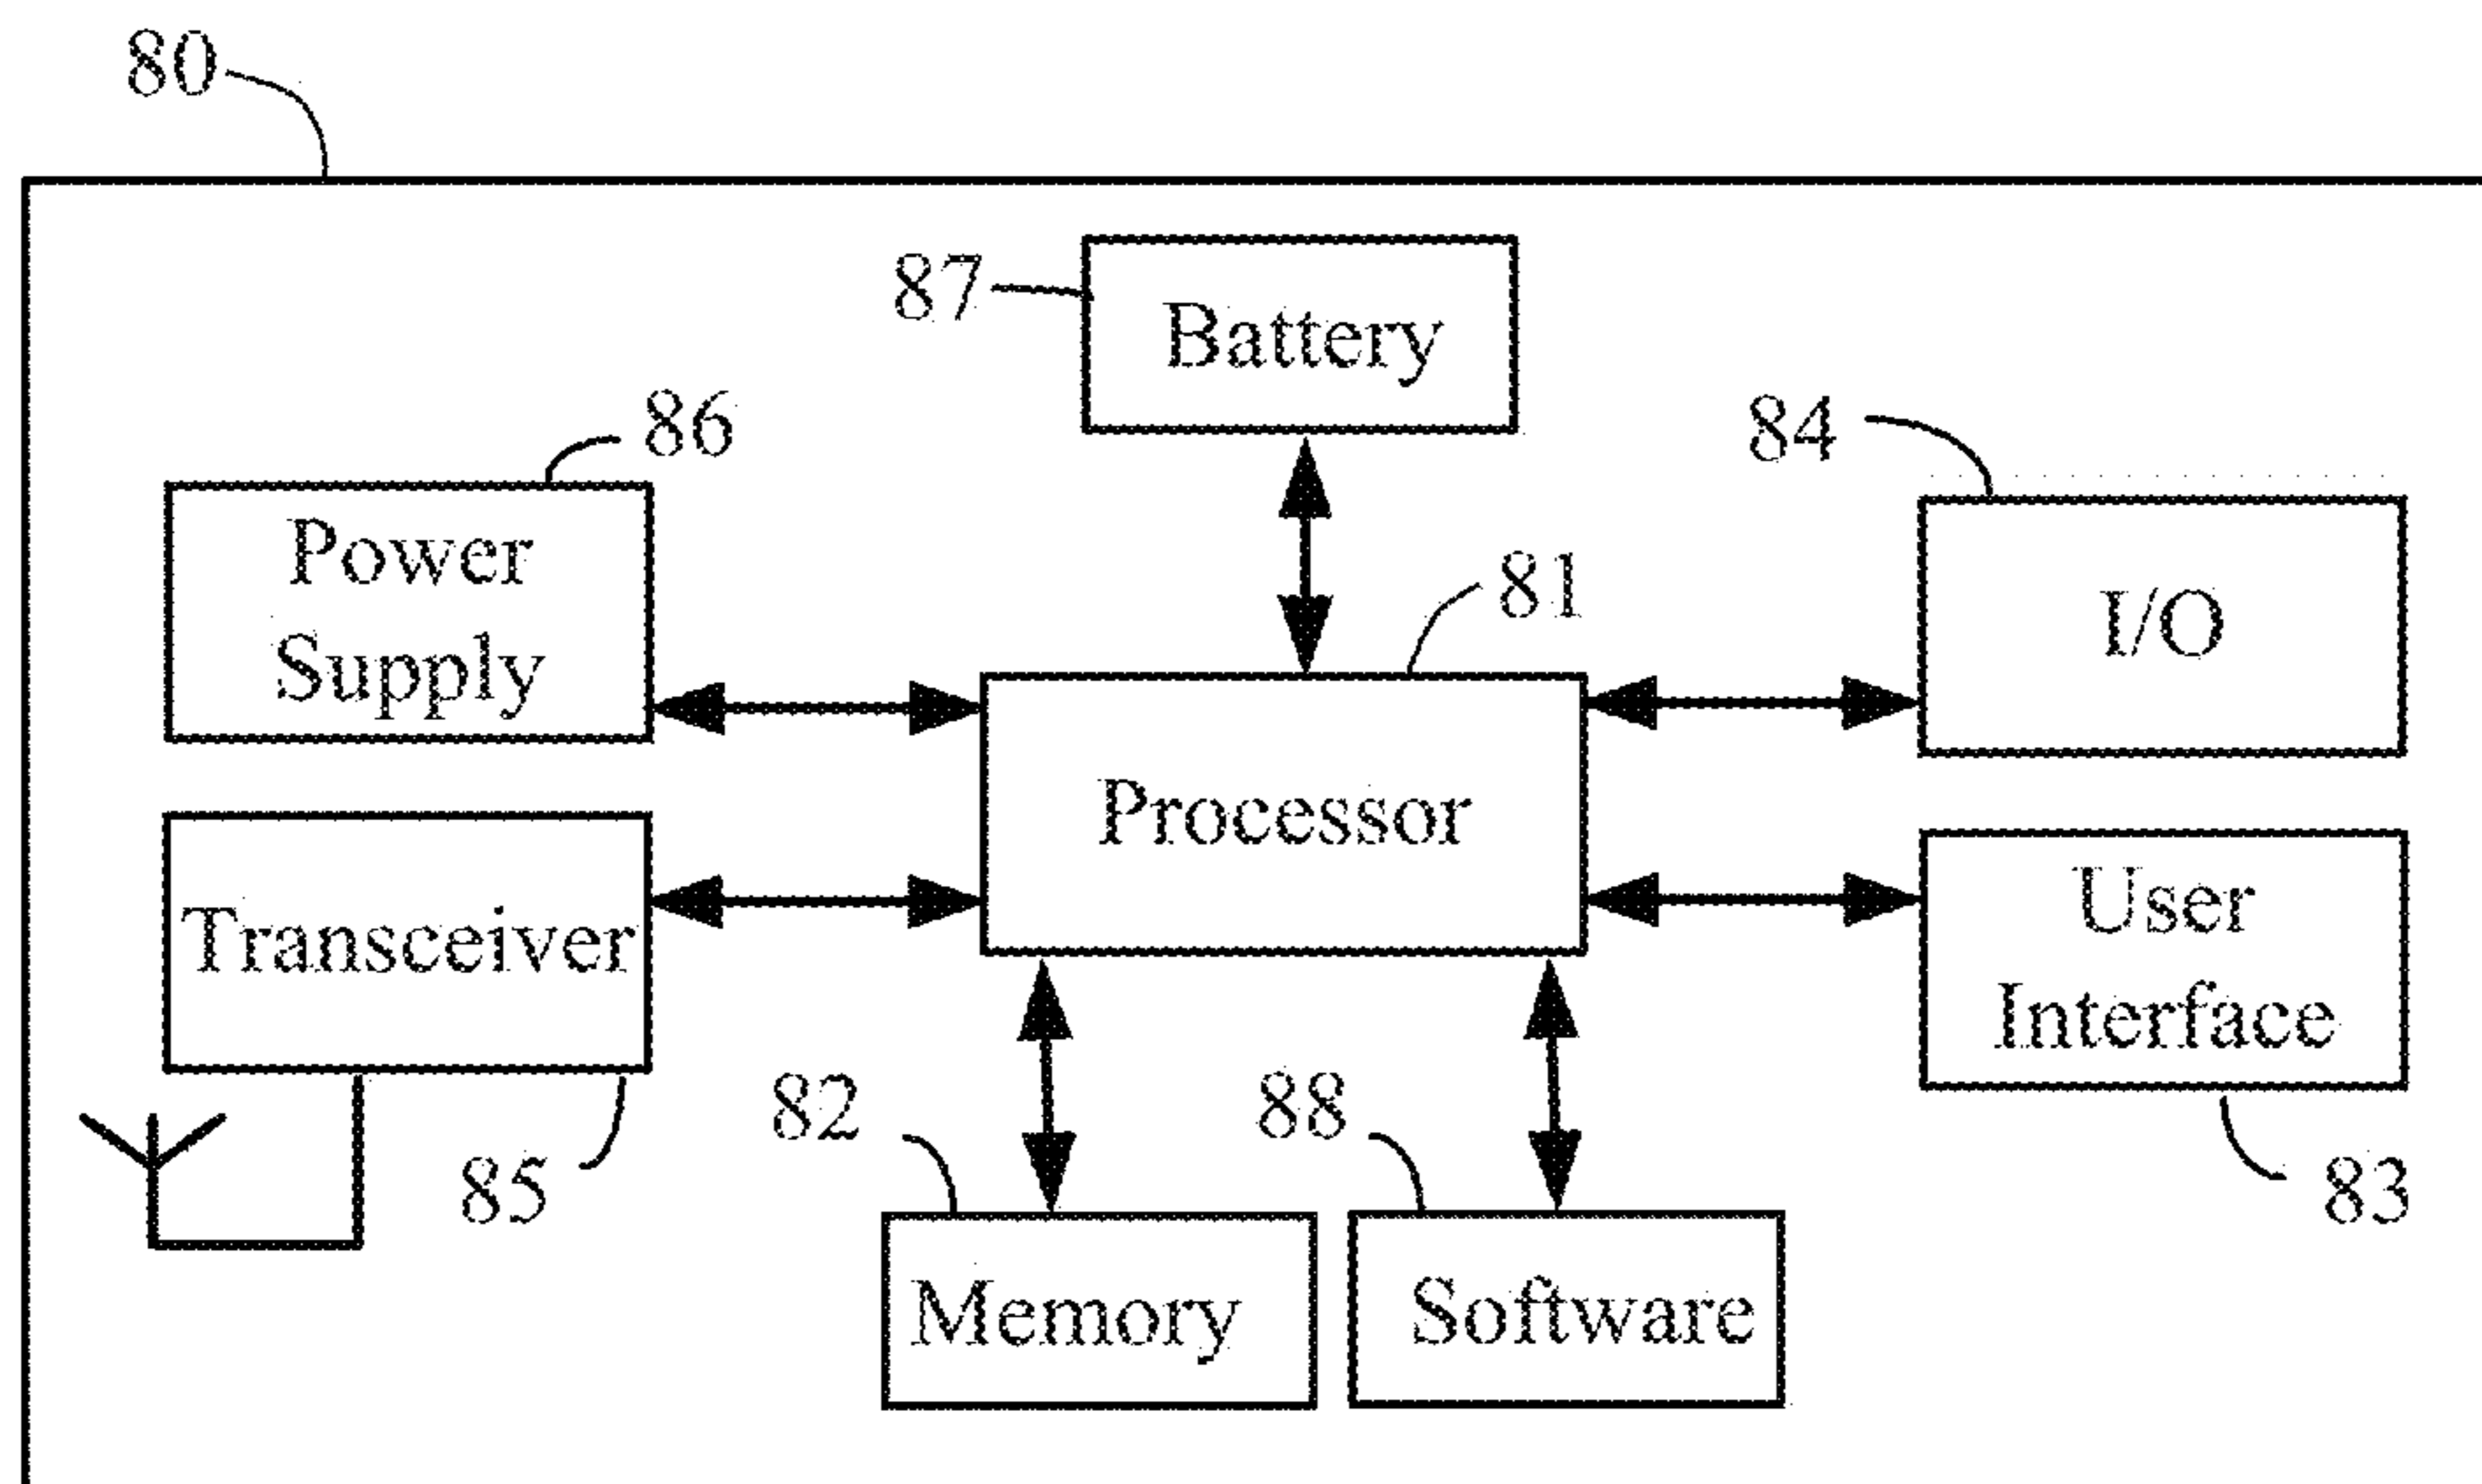 80
87
Battery
86
84
Power
Supply
81
I/O
Processor
Transceiver
User
Interface
82
88
85
83
Memory
Software